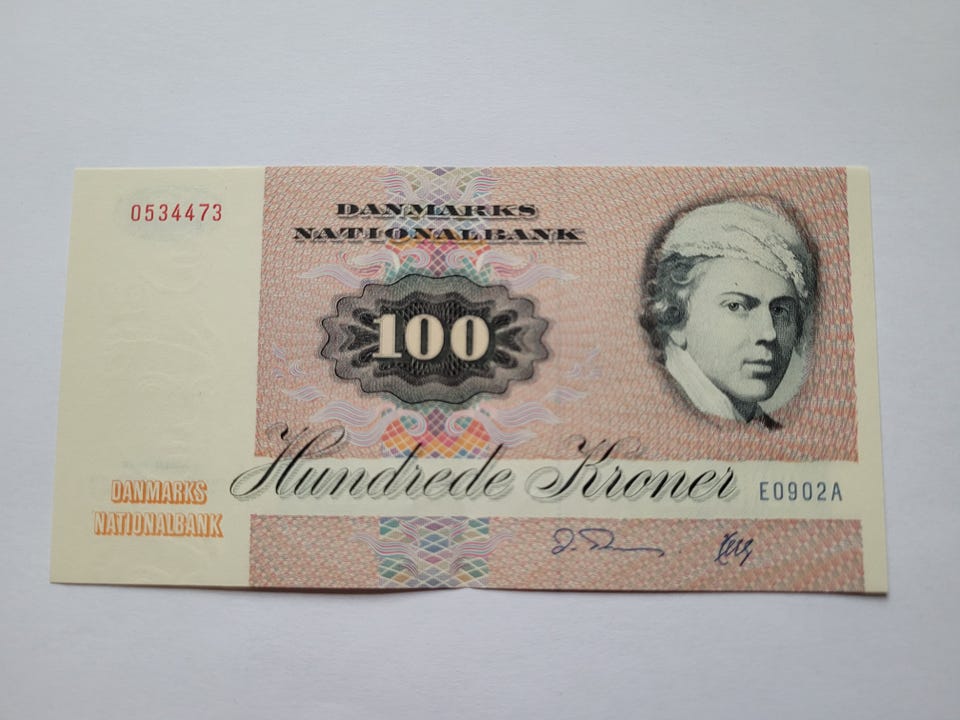 0534473
DANMARKS
NATIONALBANK
100
Hundrede Kroner
E0902A
DANMARKS
NATIONALBANK